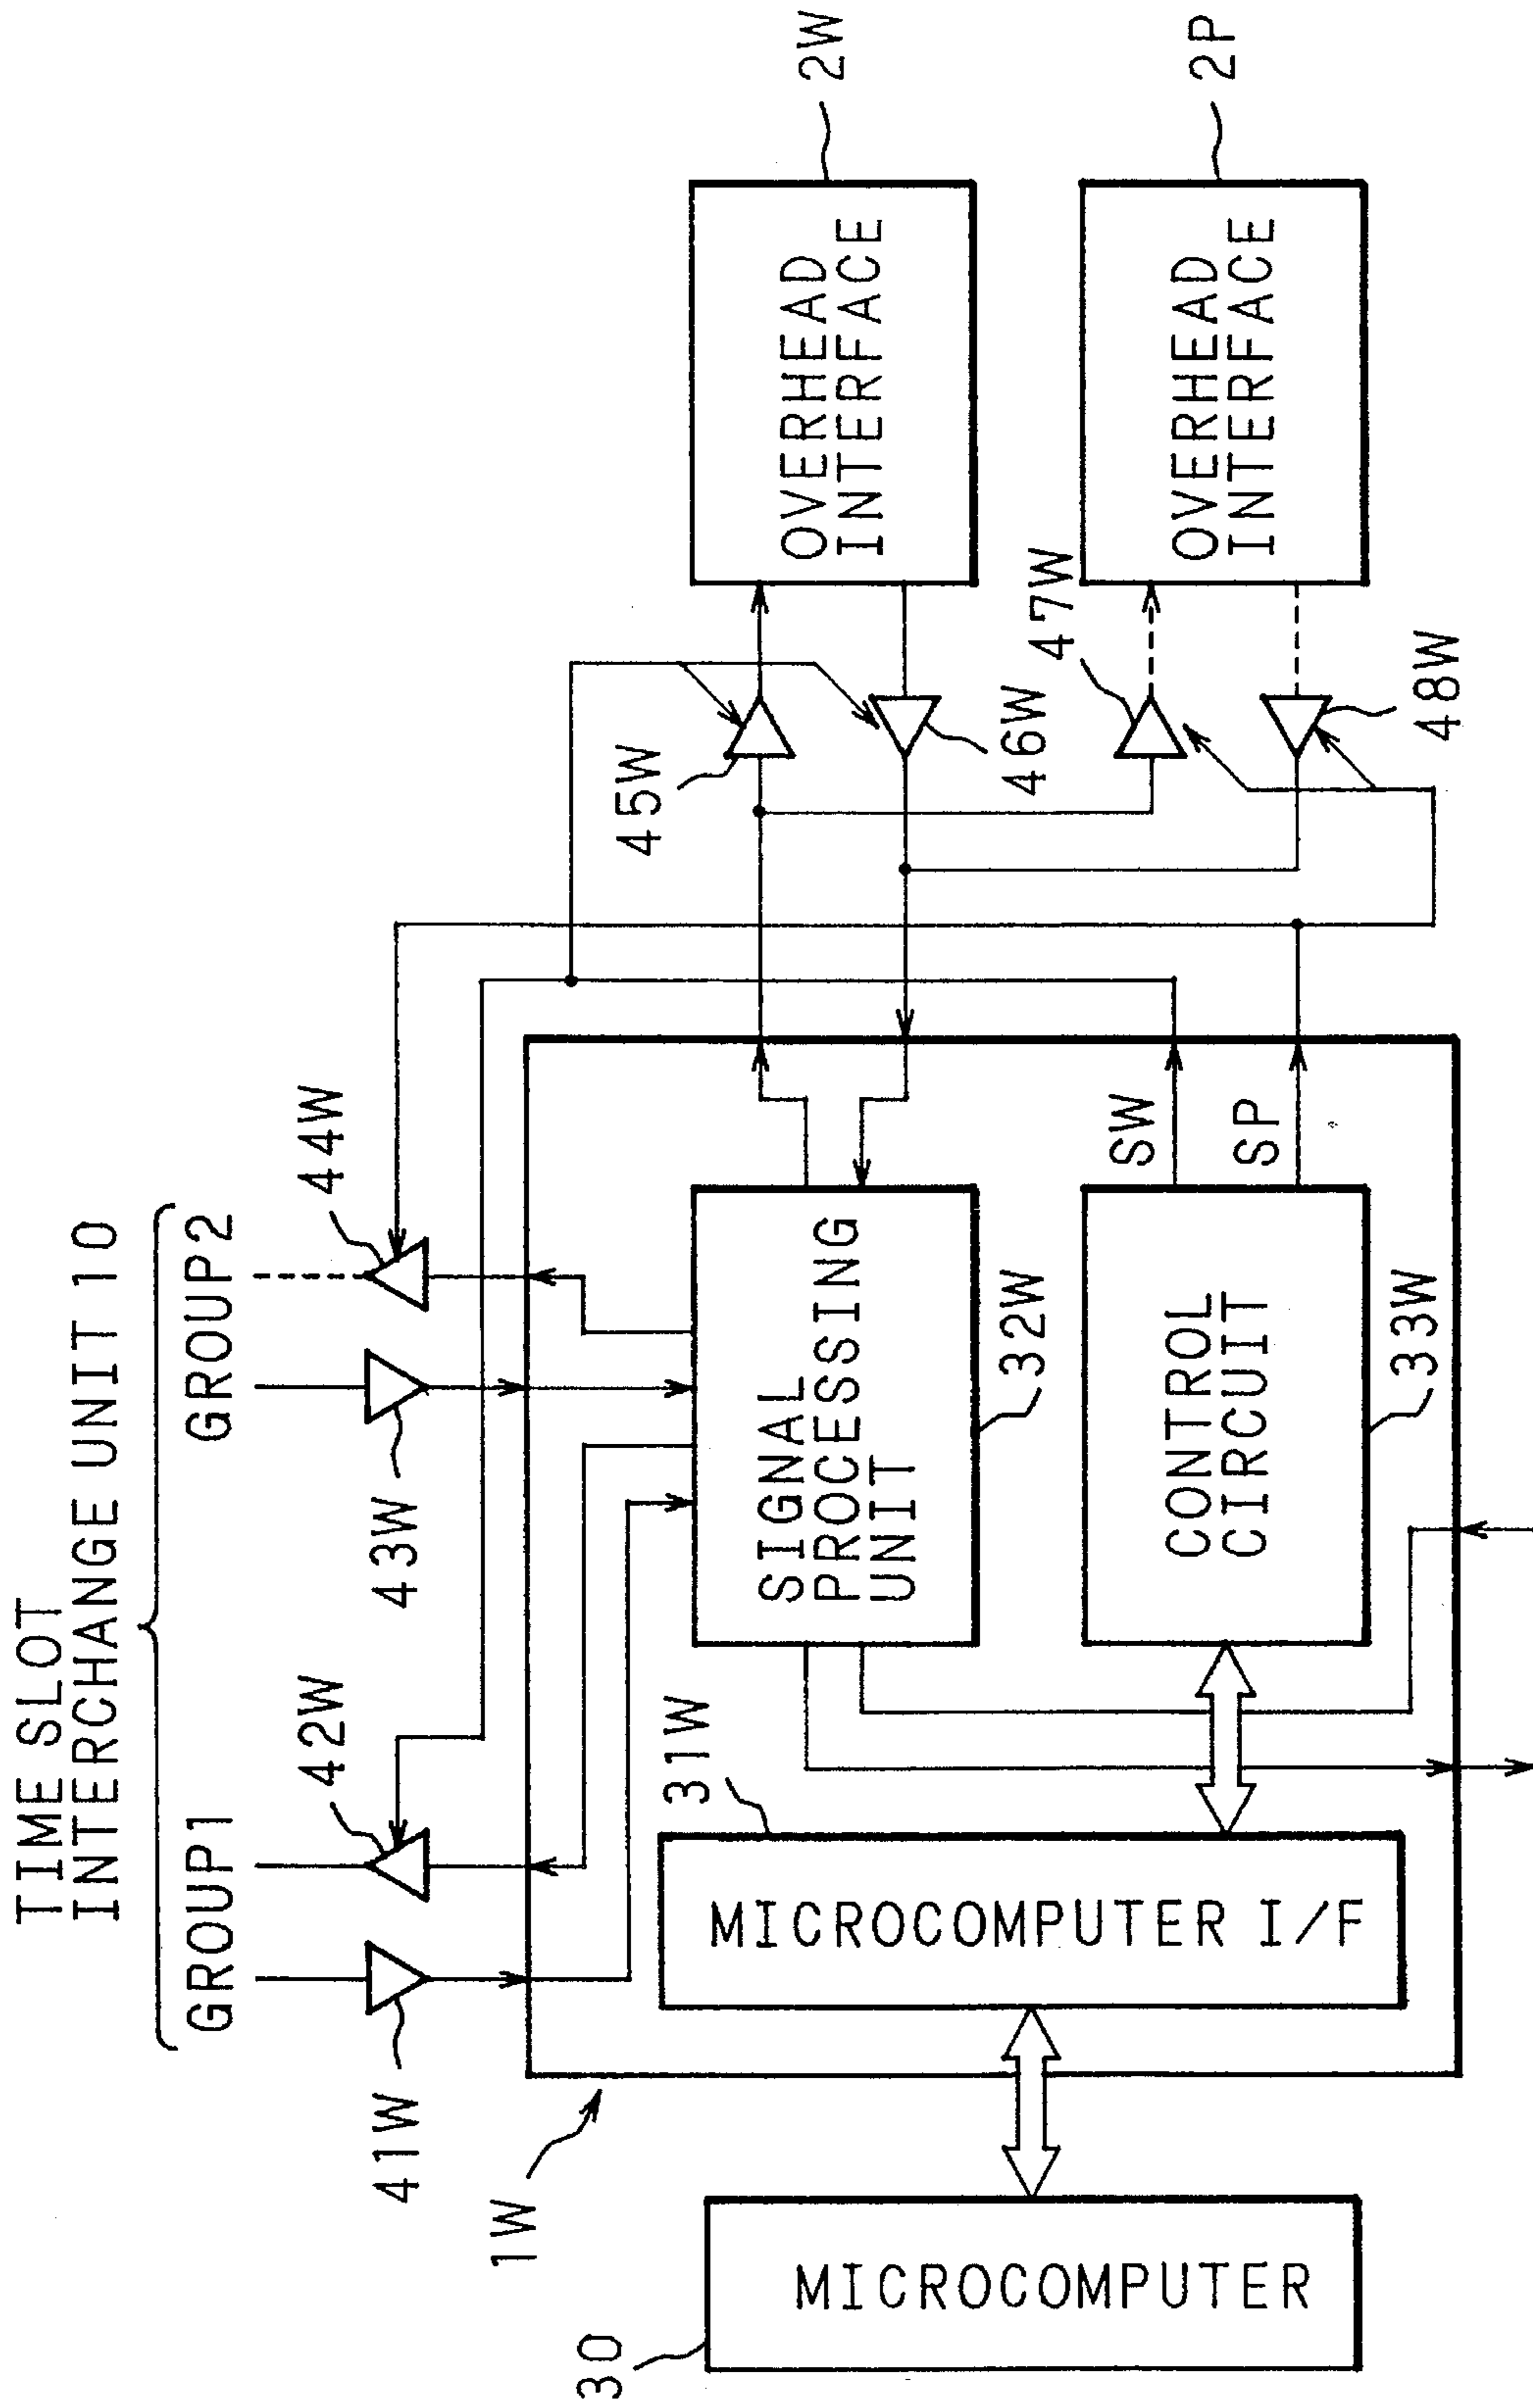 TIME SLOT
INTERCHANGE UNIT 10
GROUP1
GROUP2
41W
42W
43W
44W
1W
30
MICROCOMPUTER
31W
MICROCOMPUTER I/F
SIGNAL
PROCESSING
UNIT
32W
CONTROL
CIRCUIT
33W
SW
SP
45W
46W
47W
48W
OVERHEAD
INTERFACE
2W
OVERHEAD
INTERFACE
2P